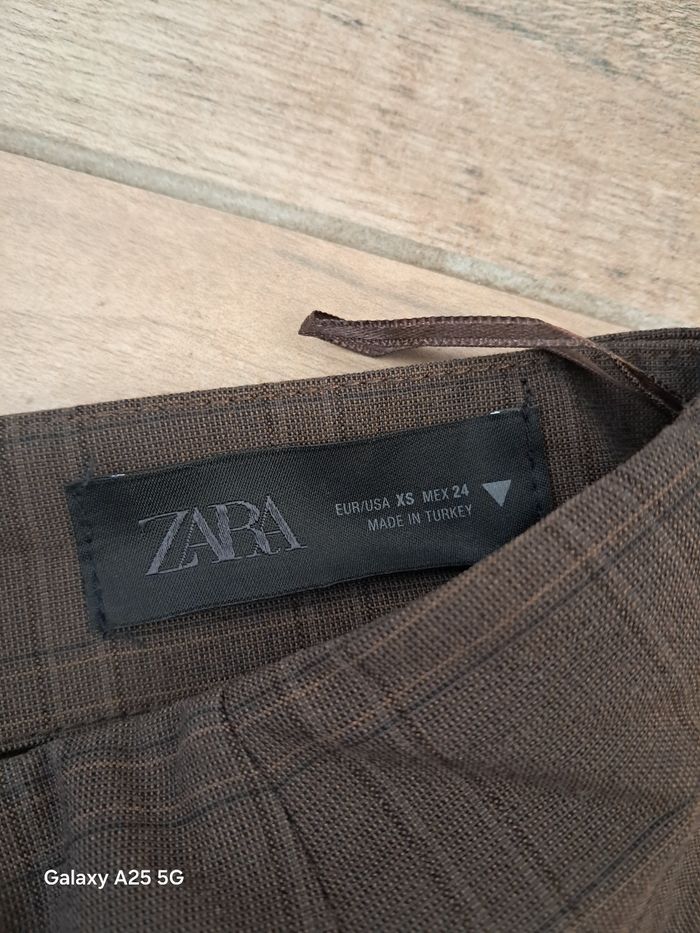 ZARA
EUR/USA XS MEX 24
MADE IN TURKEY
Galaxy A25 5G